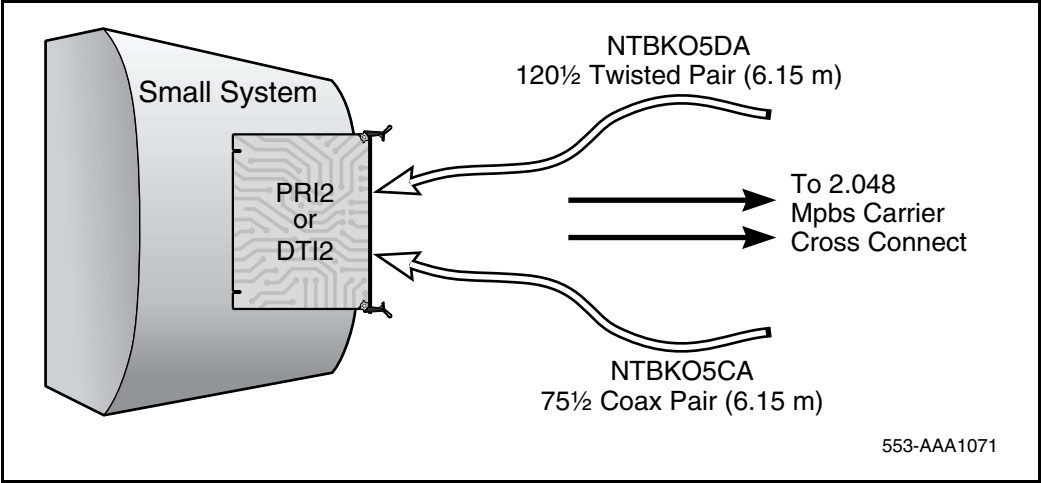 NTBKO5DA
120½ Twisted Pair (6.15 m)
Small System
PRI2
or
DTI2
To 2.048
Mpbs Carrier
Cross Connect
NTBKO5CA
75½ Coax Pair (6.15 m)
553-AAA1071